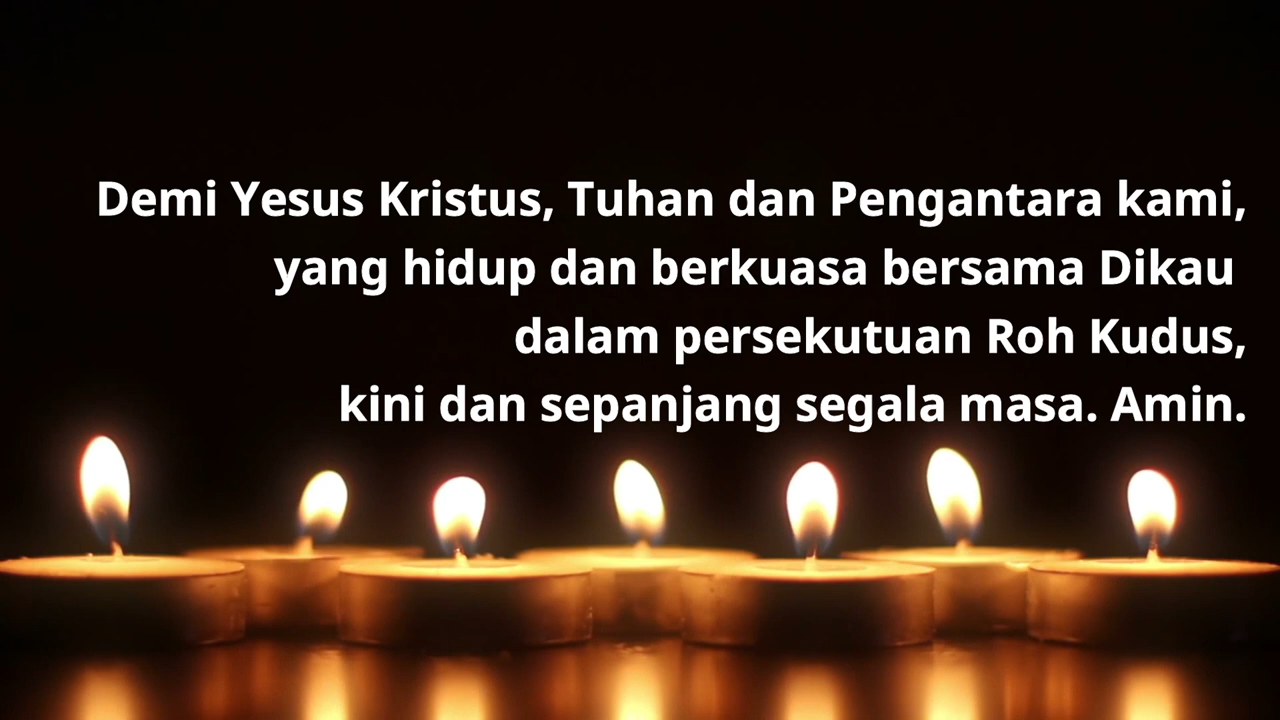 Demi Yesus Kristus, Tuhan dan Pengantara kami,
yang hidup dan berkuasa bersama Dikau
dalam persekutuan Roh Kudus,
kini dan sepanjang segala masa. Amin.